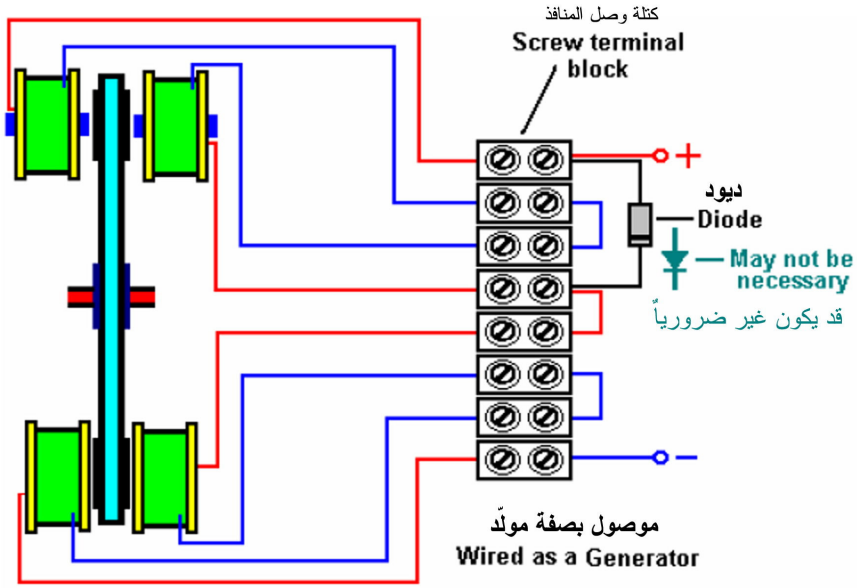 كتلة وصل المنافذ
Screw terminal
block
+
ديود
Diode
May not be
necessary
قد يكون غير ضرورياً
−
موصول بصفة مولّد
Wired as a Generator